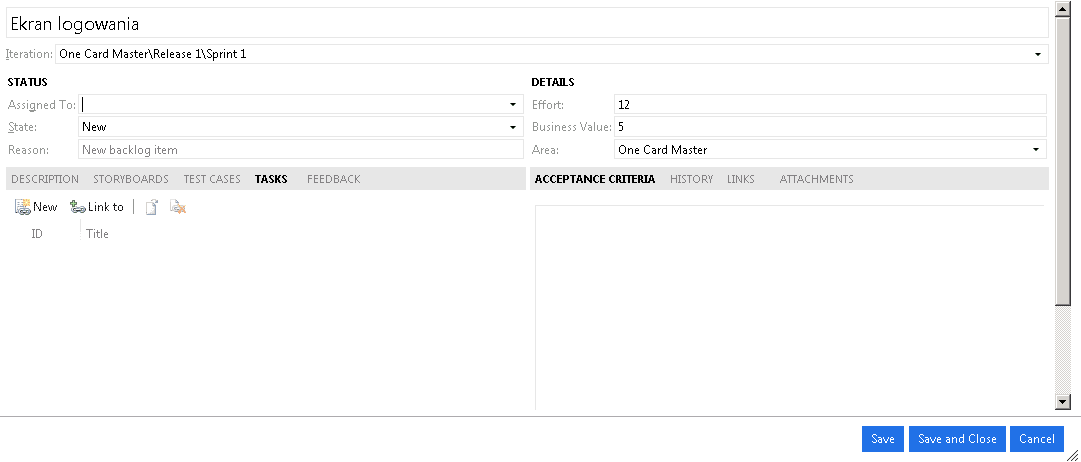 Ekran logowania
Iteration: One Card Master\Release 1\Sprint 1
STATUS
Assigned To:
State: New
Reason: New backlog item
DETAILS
Effort: 12
Business Value: 5
Area: One Card Master
DESCRIPTION STORYBOARDS TEST CASES TASKS FEEDBACK
New Link to
ID Title
ACCEPTANCE CRITERIA HISTORY LINKS ATTACHMENTS
Save Save and Close Cancel